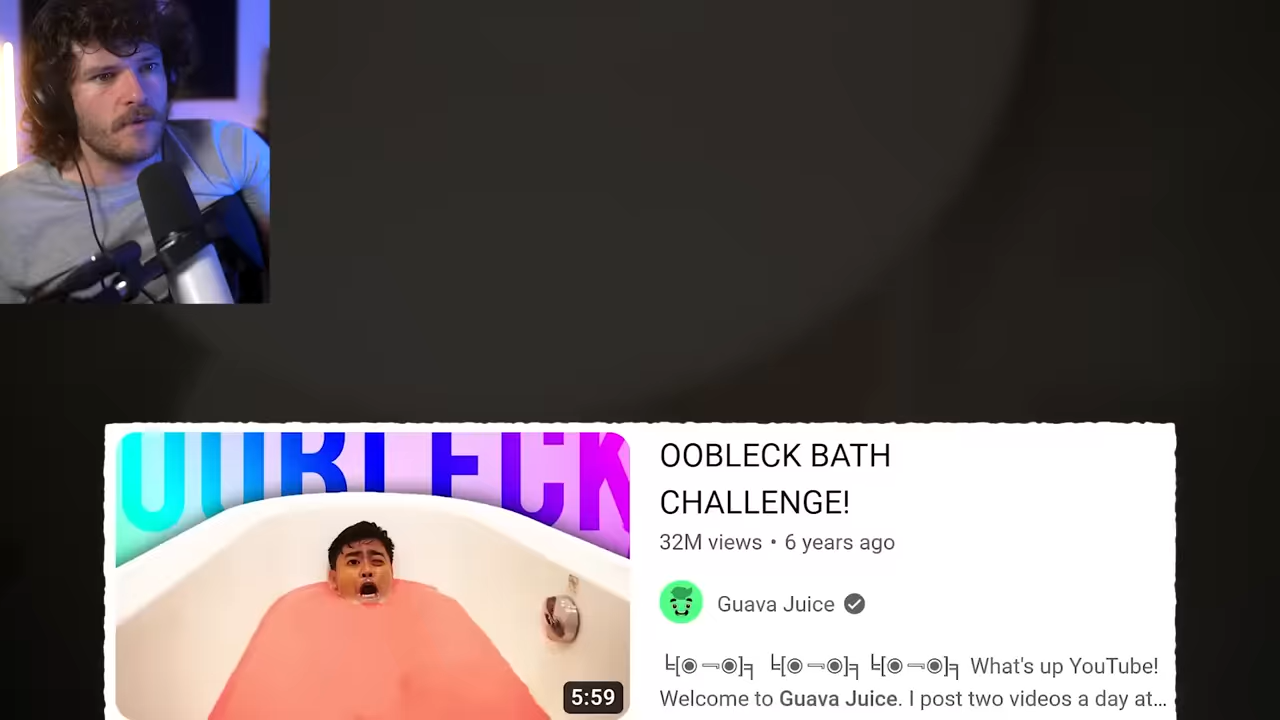 OOBLECK
OOBLECK BATH
CHALLENGE!
32M views • 6 years ago
Guava Juice
╘[◉﹃◉]╕ ╘[◉﹃◉]╕ ╘[◉﹃◉]╕ What's up YouTube!
Welcome to Guava Juice. I post two videos a day at...
5:59